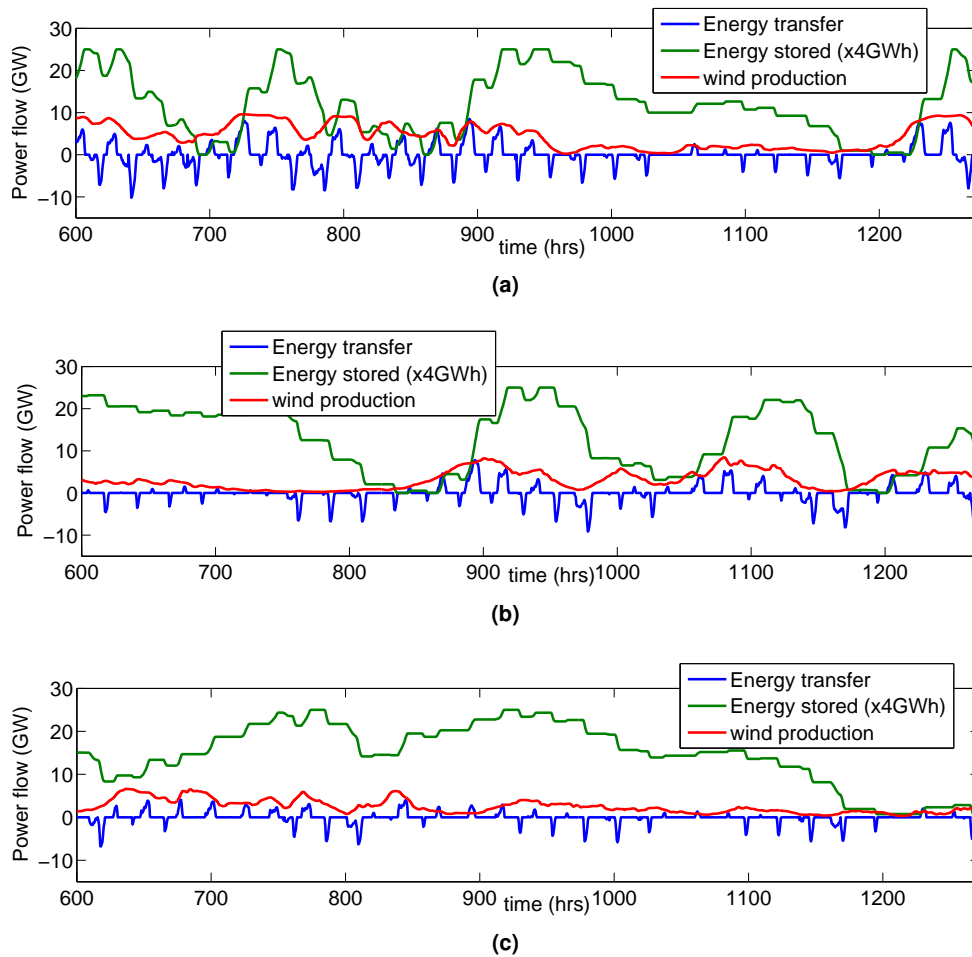 30
20
10
0
−10
Power flow (GW)
Energy transfer
Energy stored (x4GWh)
wind production
600 700 800 900 1000 1100 1200
time (hrs)
(a)
30
20
10
0
−10
Power flow (GW)
Energy transfer
Energy stored (x4GWh)
wind production
600 700 800 900 time (hrs) 1000 1100 1200
(b)
30
20
10
0
−10
Power flow (GW)
Energy transfer
Energy stored (x4GWh)
wind production
600 700 800 900 1000 1100 1200
time (hrs)
(c)